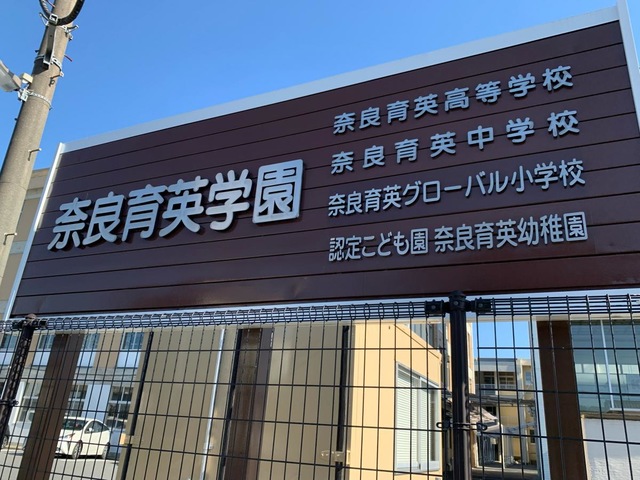 奈良育英学園
奈良育英高等学校
奈良育英中学校
奈良育英グローバル小学校
認定こども園 奈良育英幼稚園